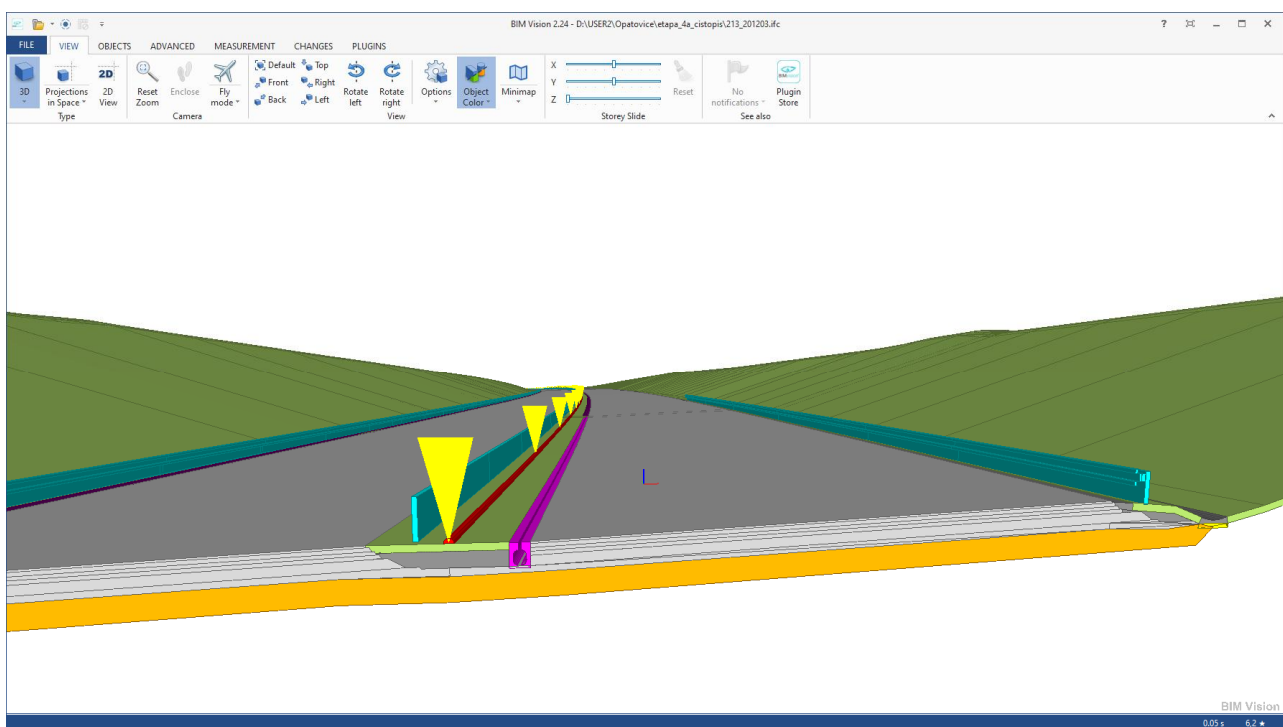 BIM Vision 2.24 - D:\USER2\Opatovice\etapa_4a_cistopis\213_201203.ifc
?
FILE VIEW OBJECTS ADVANCED MEASUREMENT CHANGES PLUGINS
3D
Projections in Space
2D
2D View
Reset Zoom
Enclose
Fly mode
Default Top
Front Right
Back Left
Rotate left
Rotate right
Options
Object Color
Minimap
X
Y
Z
Reset
No notifications
BIMvision
Plugin Store
Type Camera View Storey Slide See also
BIM Vision
0.05 s 6,2 ★